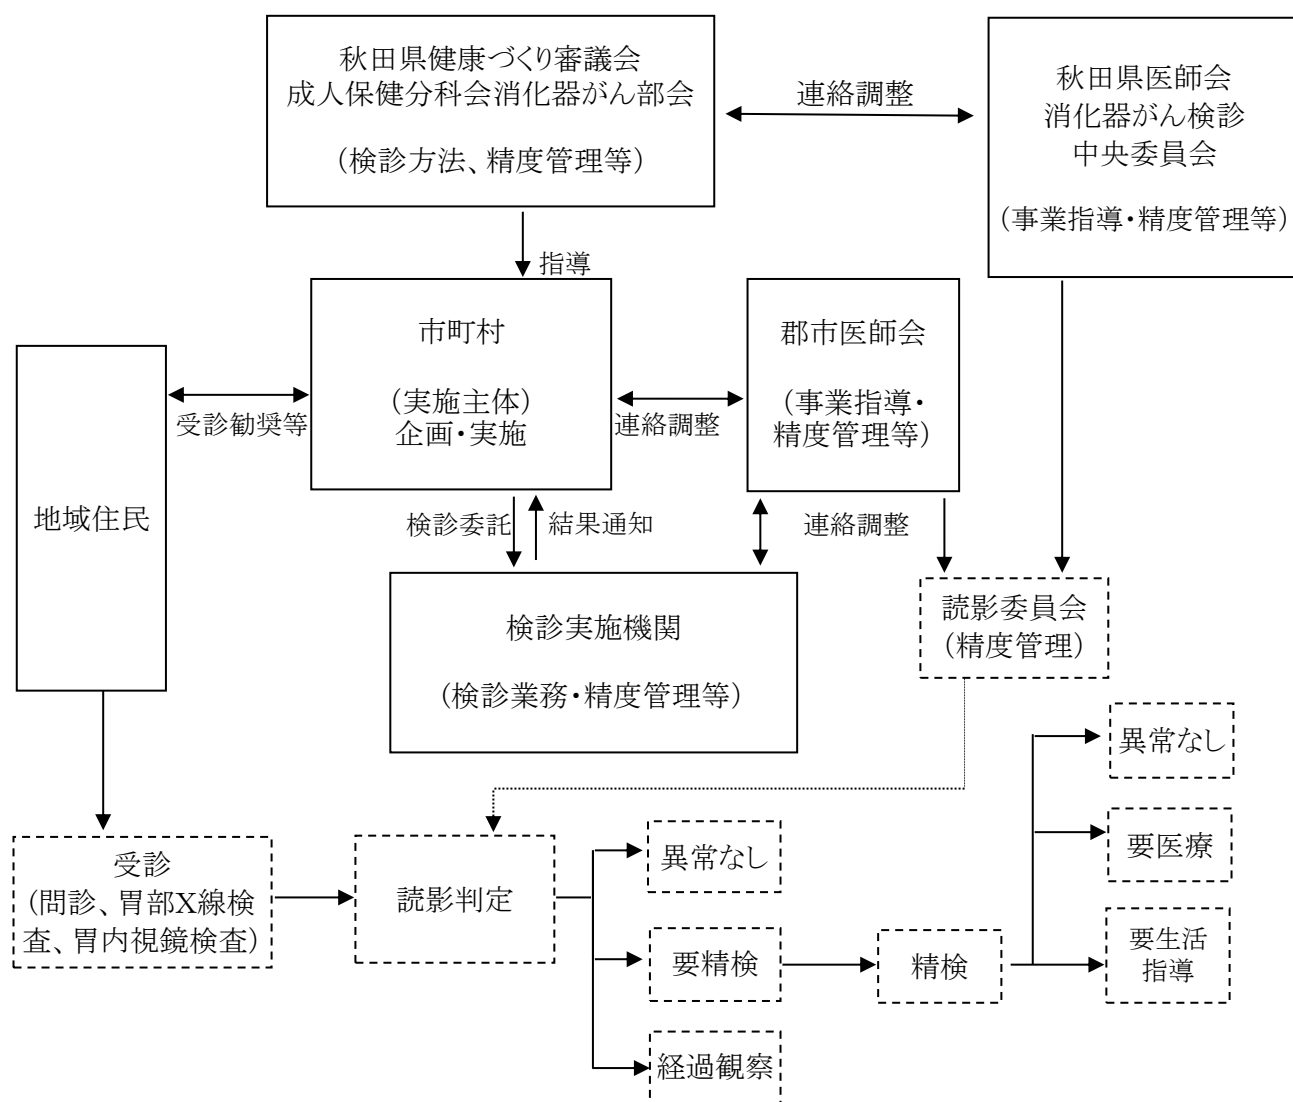 秋田県健康づくり審議会
成人保健分科会消化器がん部会
（検診方法、精度管理等）
連絡調整
秋田県医師会
消化器がん検診
中央委員会
（事業指導・精度管理等）
指導
市町村
（実施主体）
企画・実施
郡市医師会
（事業指導・
精度管理等）
受診勧奨等
連絡調整
地域住民
検診委託
結果通知
連絡調整
検診実施機関
（検診業務・精度管理等）
読影委員会
（精度管理）
受診
（問診、胃部X線検
査、胃内視鏡検査）
読影判定
異常なし
要精検
経過観察
精検
異常なし
要医療
要生活
指導